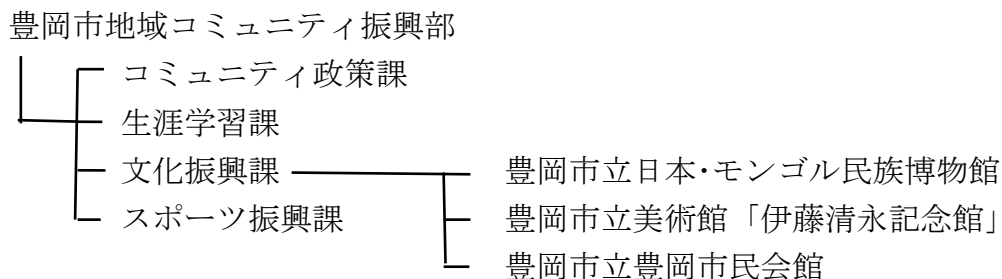 豊岡市地域コミュニティ振興部
コミュニティ政策課
生涯学習課
文化振興課 豊岡市立日本・モンゴル民族博物館
スポーツ振興課 豊岡市立美術館「伊藤清永記念館」
豊岡市立豊岡市民会館